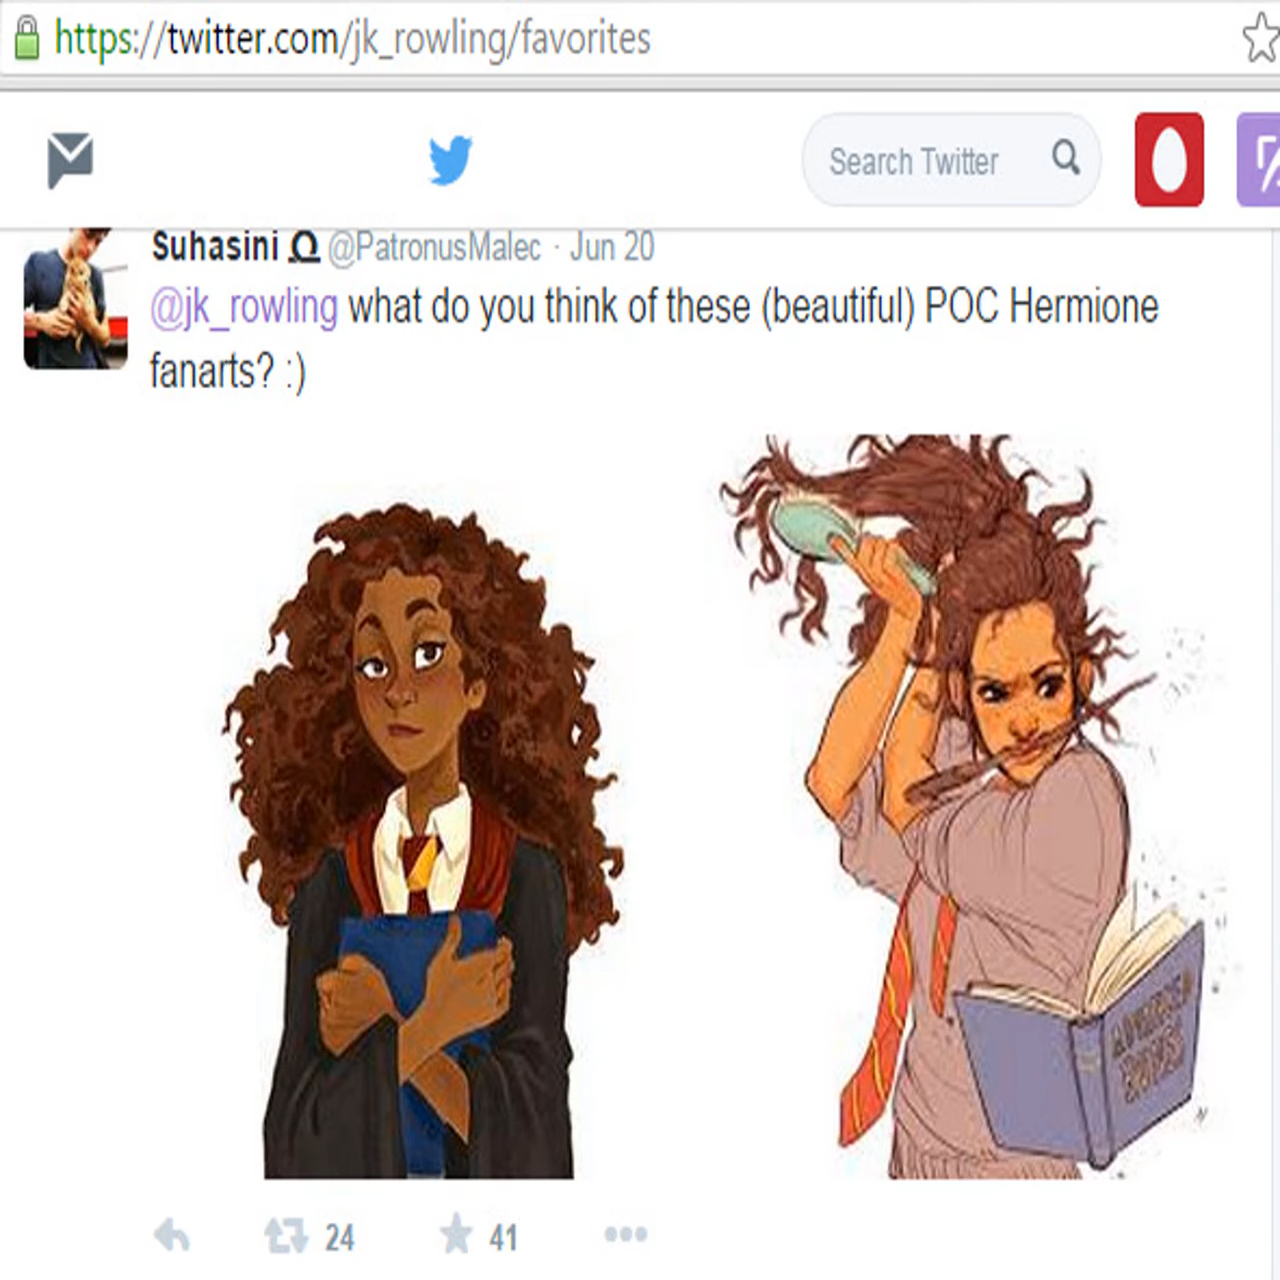 https://twitter.com/jk_rowling/favorites
Search Twitter
Suhasini Ω @PatronusMalec · Jun 20
@jk_rowling what do you think of these (beautiful) POC Hermione
fanarts? :)
24 41